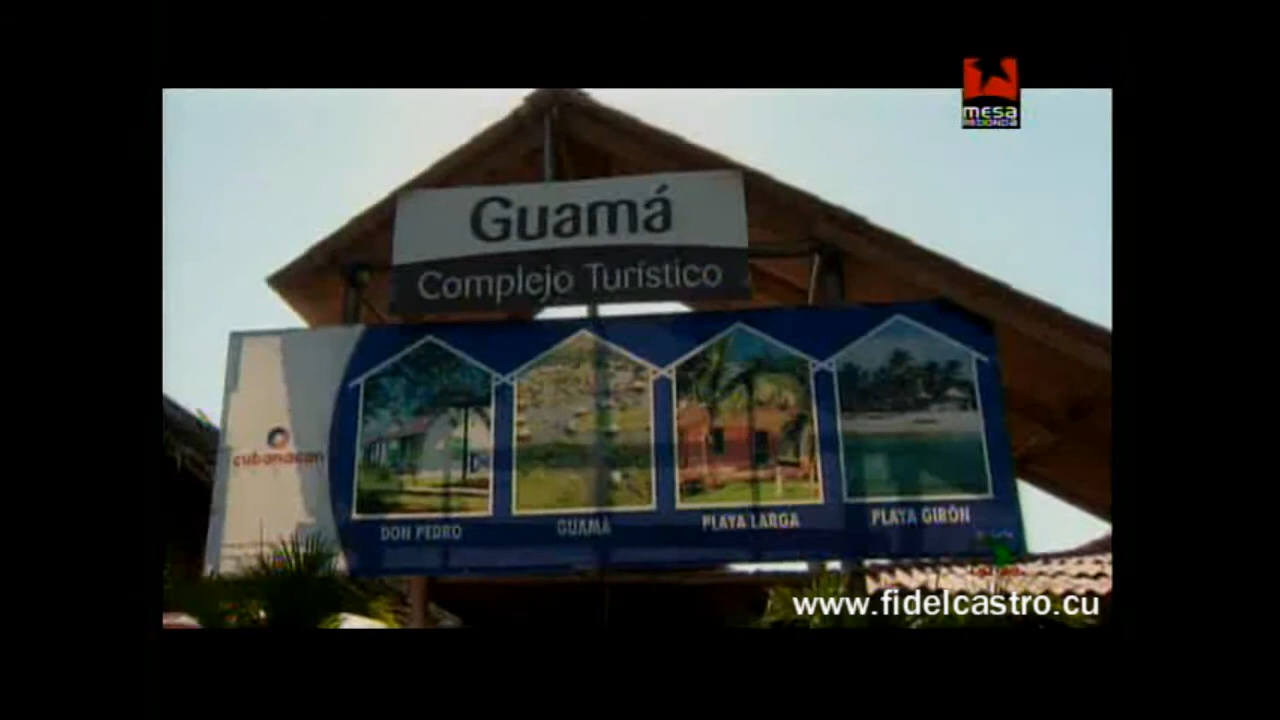 mesa
REDONDA
Guamá
Complejo Turístico
cubanacan
DON PEDRO
GUAMÁ
PLAYA LARGA
PLAYA GIRÓN
www.fidelcastro.cu